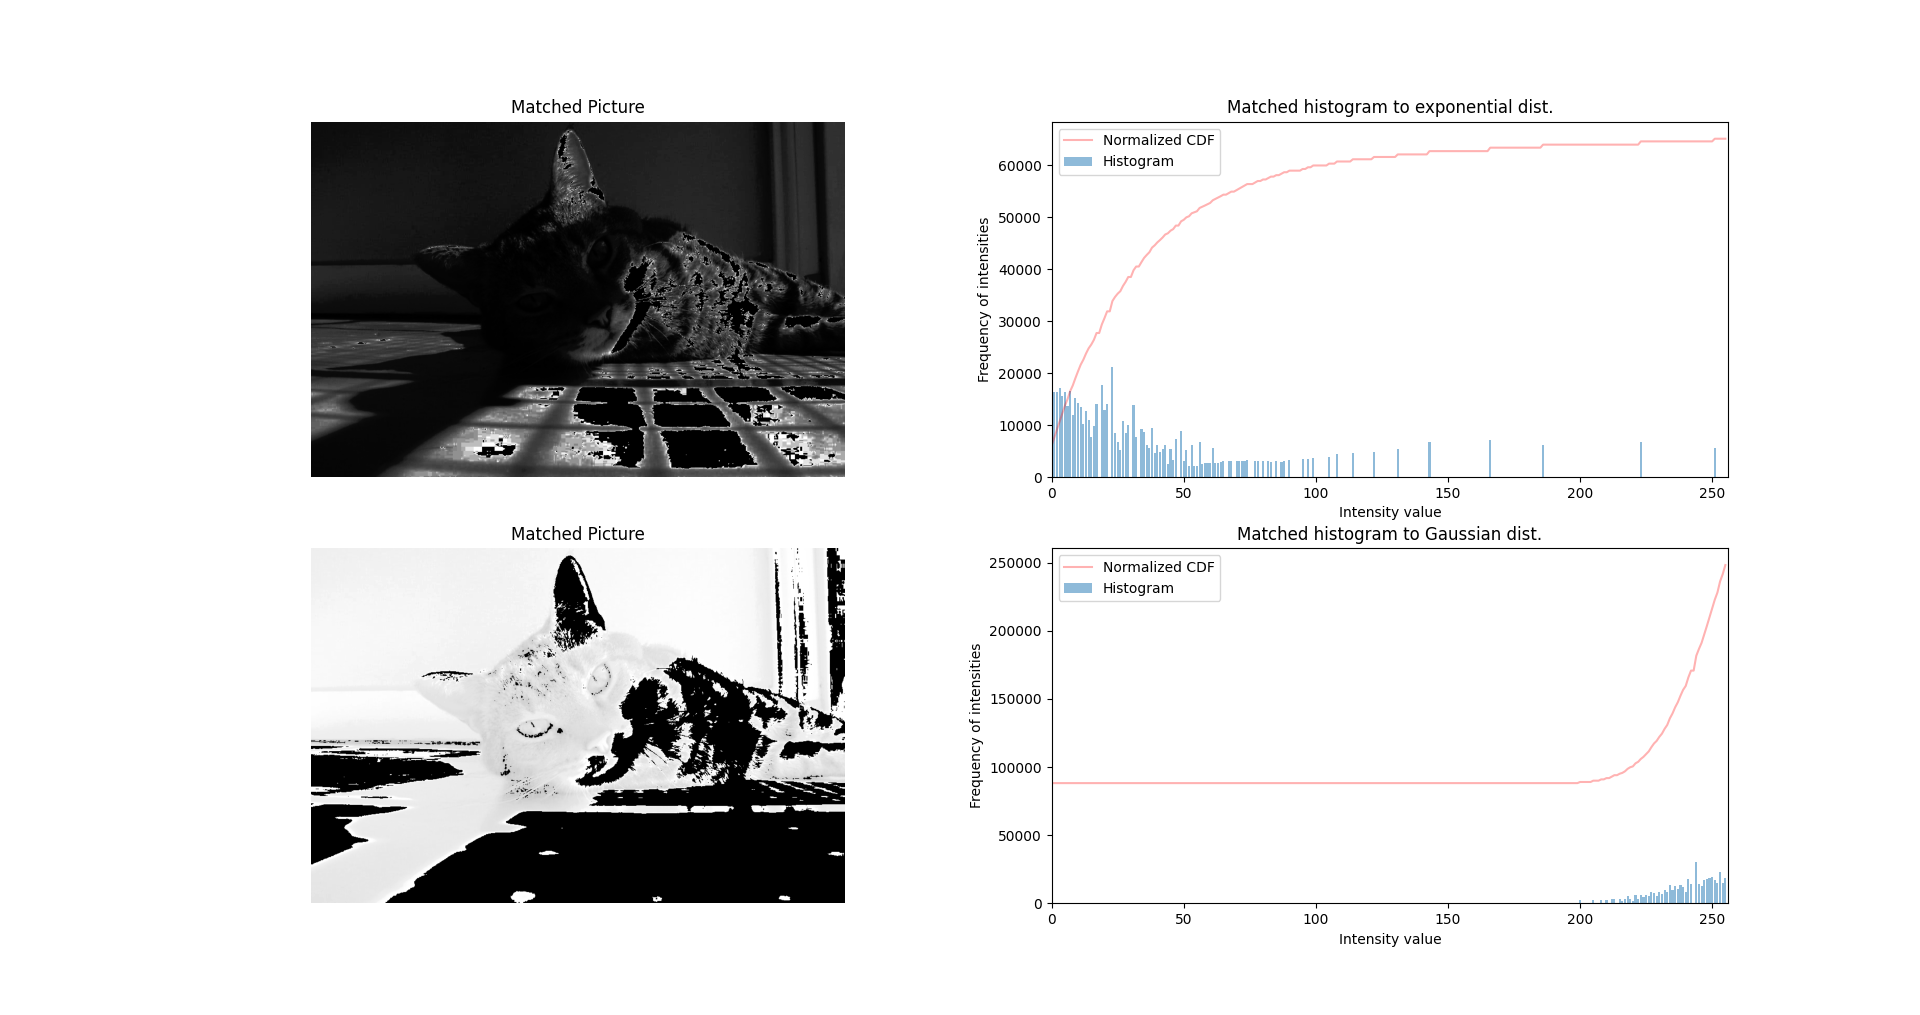 Matched Picture
Matched histogram to exponential dist.
Normalized CDF
Histogram
Frequency of intensities
60000
50000
40000
30000
20000
10000
0
0 50 100 150 200 250
Intensity value
Matched Picture
Matched histogram to Gaussian dist.
Normalized CDF
Histogram
Frequency of intensities
250000
200000
150000
100000
50000
0
0 50 100 150 200 250
Intensity value